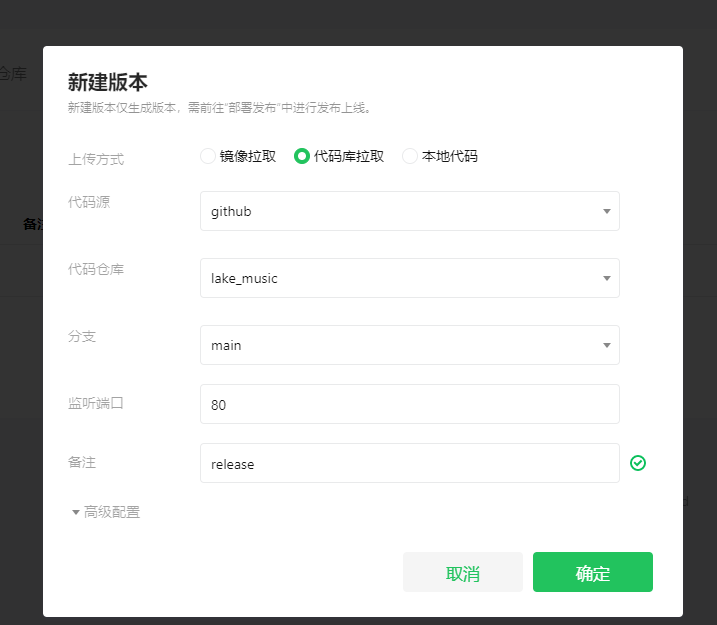 仓库
新建版本
新建版本仅生成版本，需前往"部署发布"中进行发布上线。
上传方式 镜像拉取 代码库拉取 本地代码
代码源 github
备注
代码仓库 lake_music
分支 main
监听端口 80
备注 release
高级配置
取消 确定